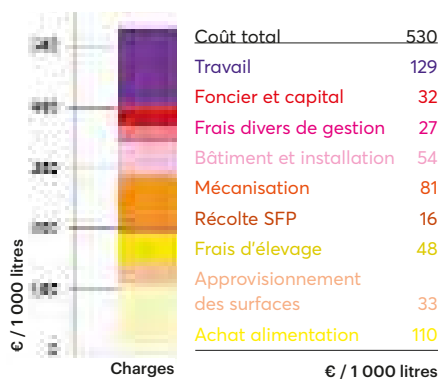 Coût total 530
Travail 129
Foncier et capital 32
Frais divers de gestion 27
Bâtiment et installation 54
Mécanisation 81
Récolte SFP 16
Frais d'élevage 48
Approvisionnement
des surfaces 33
Achat alimentation 110
€ / 1 000 litres
Charges
€ / 1 000 litres